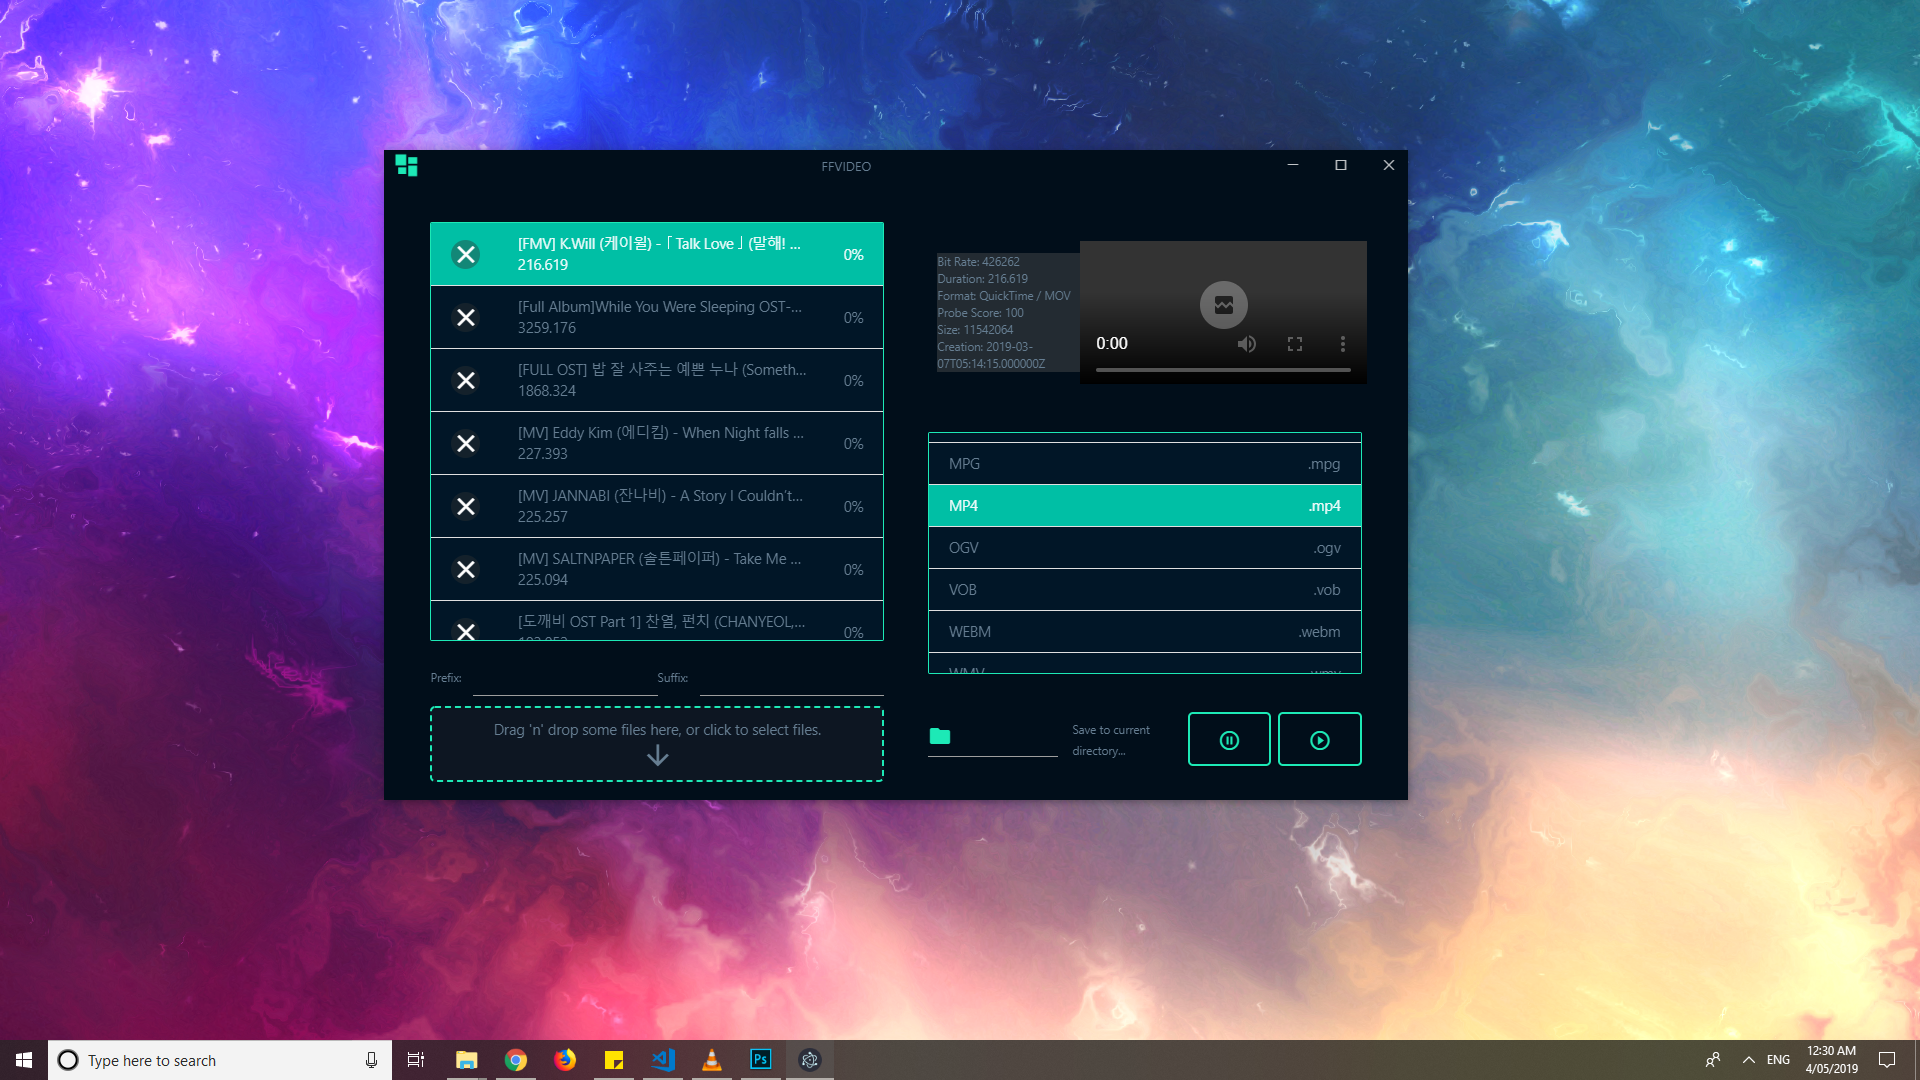 FFVIDEO
[FMV] K.Will (케이윌) - 「 Talk Love 」 (말해! ...
216.619
0%
[Full Album]While You Were Sleeping OST-...
3259.176
0%
[FULL OST] 밥 잘 사주는 예쁜 누나 (Someth...
1868.324
0%
[MV] Eddy Kim (에디킴) - When Night falls ...
227.393
0%
[MV] JANNABI (잔나비) - A Story I Couldn't...
225.257
0%
[MV] SALTNPAPER (솔튼페이퍼) - Take Me ...
225.094
0%
[도깨비 OST Part 1] 찬열, 펀치 (CHANYEOL,...
0%
Prefix:
Suffix:
Drag 'n' drop some files here, or click to select files.
Bit Rate: 426262
Duration: 216.619
Format: QuickTime / MOV
Probe Score: 100
Size: 11542064
Creation: 2019-03-
07T05:14:15.000000Z
0:00
MPG .mpg
MP4 .mp4
OGV .ogv
VOB .vob
WEBM .webm
WMV .wmv
Save to current
directory...
Type here to search
Ps
ENG
12:30 AM
4/05/2019